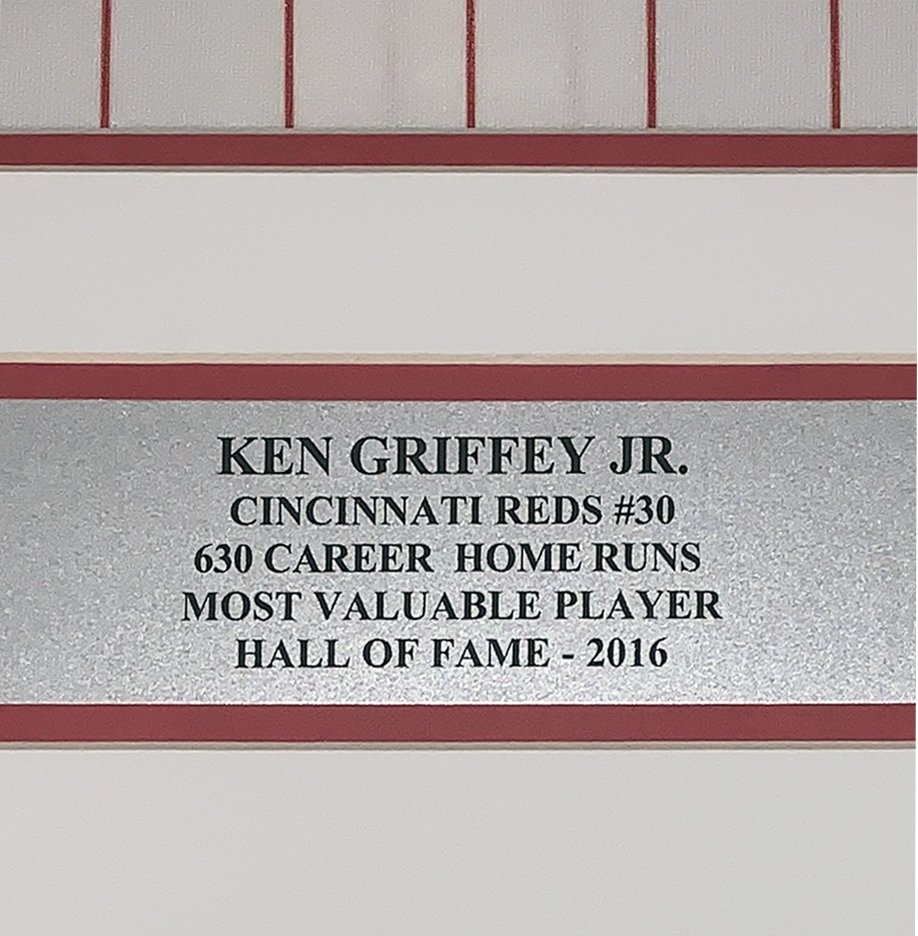 KEN GRIFFEY JR.
CINCINNATI REDS #30
630 CAREER HOME RUNS
MOST VALUABLE PLAYER
HALL OF FAME - 2016